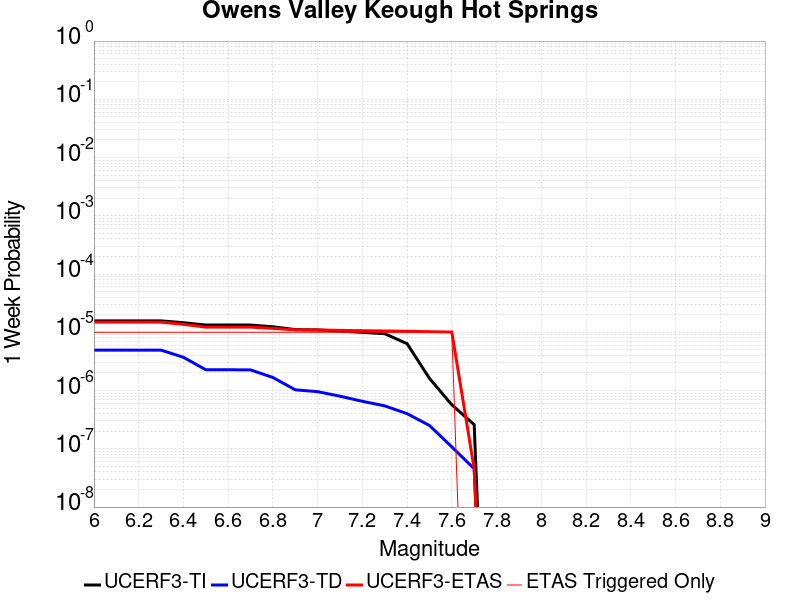 Owens Valley Keough Hot Springs
10^0
10^-1
10^-2
10^-3
10^-4
10^-5
10^-6
10^-7
10^-8
1 Week Probability
6 6.2 6.4 6.6 6.8 7 7.2 7.4 7.6 7.8 8 8.2 8.4 8.6 8.8 9
Magnitude
UCERF3-TI UCERF3-TD UCERF3-ETAS ETAS Triggered Only